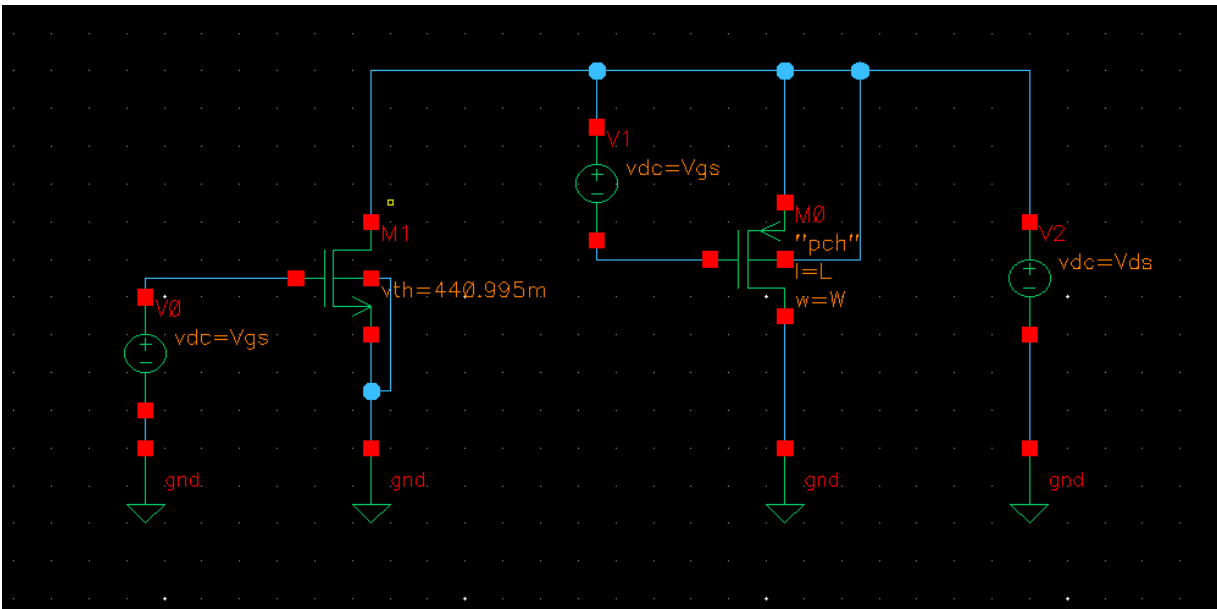 V1
vdc=Vgs
M1
M0
"pch"
V2
vdc=Vds
l=L
vth=440.995m
w=W
V0
vdc=Vgs
gnd
gnd
gnd
gnd